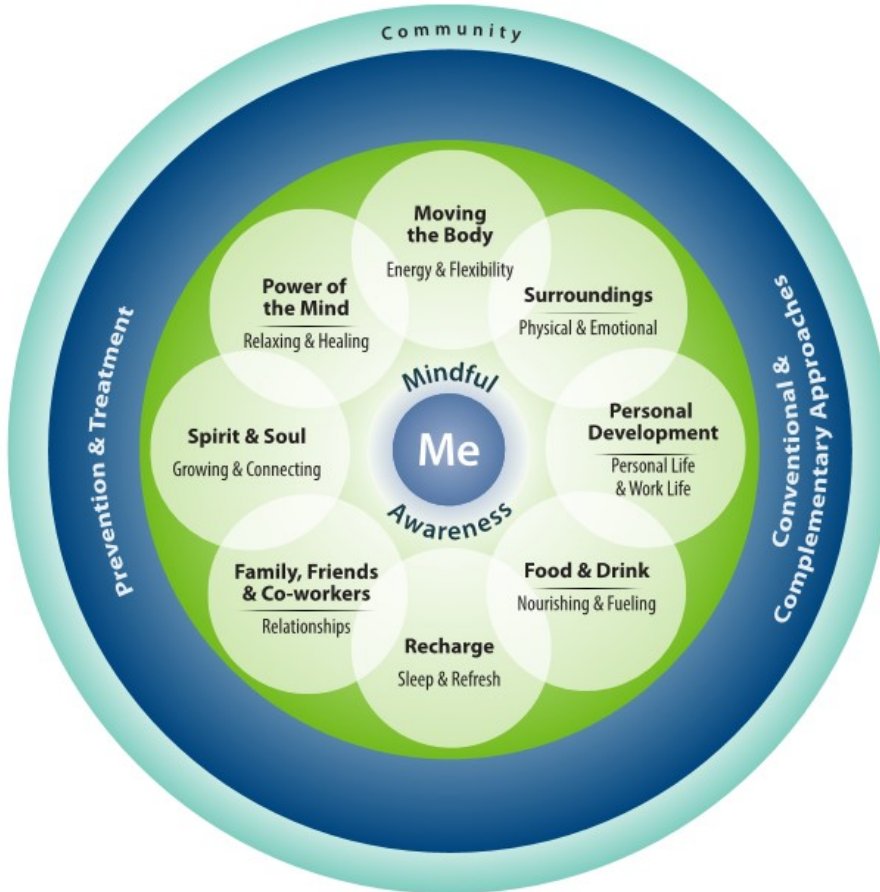 Community
Prevention & Treatment
Conventional &
Complementary Approaches
Moving
the Body
Energy & Flexibility
Surroundings
Physical & Emotional
Personal
Development
Personal Life
& Work Life
Food & Drink
Nourishing & Fueling
Recharge
Sleep & Refresh
Family, Friends
& Co-workers
Relationships
Spirit & Soul
Growing & Connecting
Power of
the Mind
Relaxing & Healing
Mindful
Me
Awareness